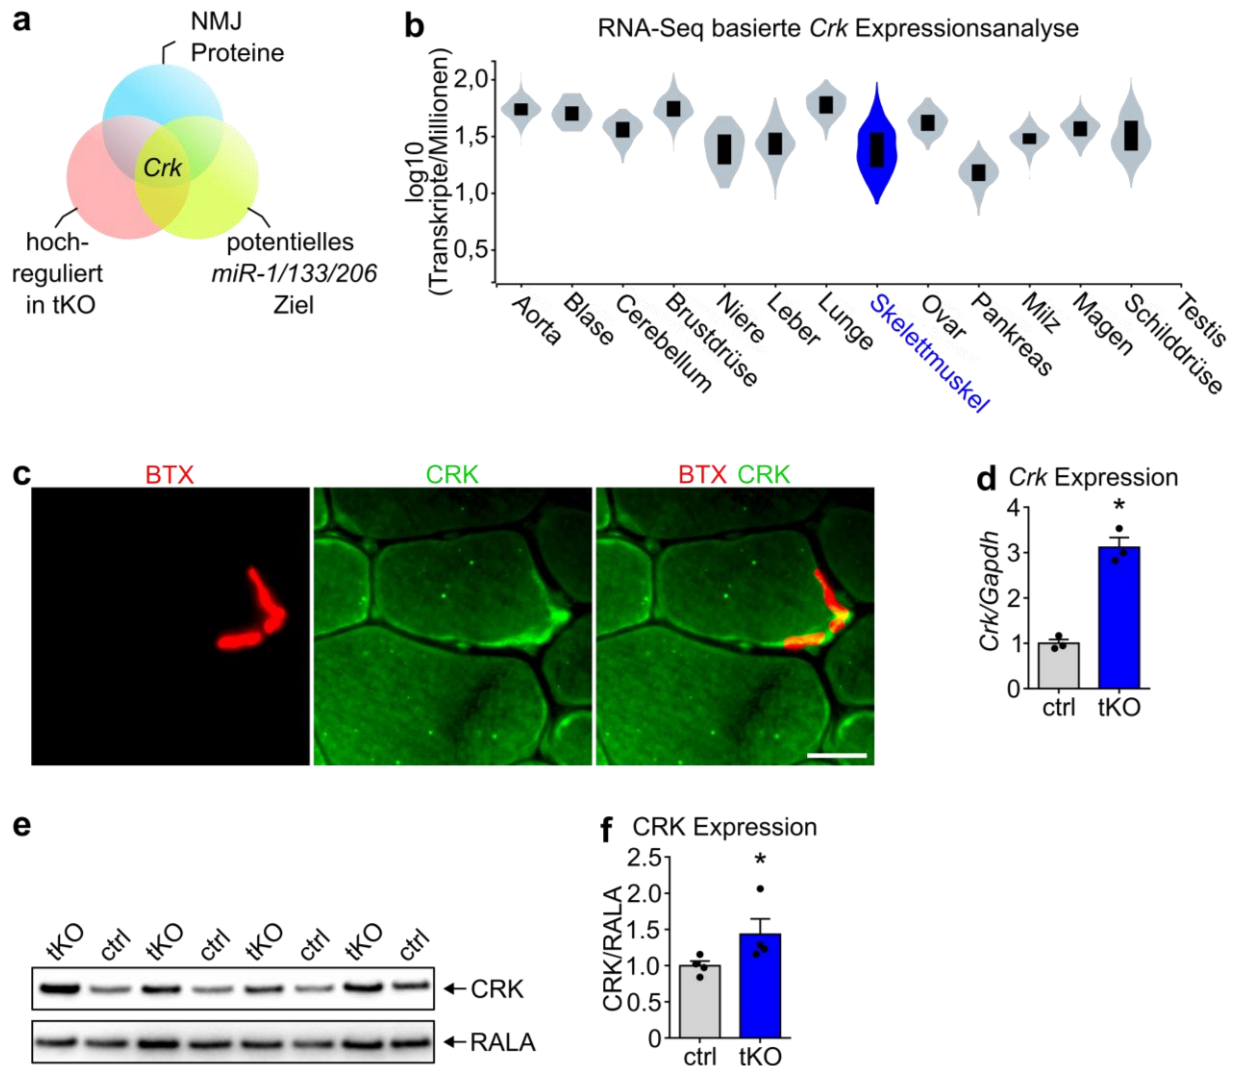 a
NMJ
Proteine
Crk
hoch-
reguliert
in tKO
potentielles
miR-1/133/206
Ziel
b
RNA-Seq basierte Crk Expressionsanalyse
log10
(Transkripte/Millionen)
2,0
1,5
1,0
0,5
Aorta
Blase
Cerebellum
Brustdrüse
Niere
Leber
Lunge
Skelettmuskel
Ovar
Pankreas
Milz
Magen
Schilddrüse
Testis
c
BTX
CRK
BTX CRK
d
Crk Expression
Crk/Gapdh
4
3
2
1
0
*
ctrl
tKO
e
tKO ctrl tKO ctrl tKO ctrl tKO ctrl
CRK
RALA
f
CRK Expression
CRK/RALA
2.5
2.0
1.5
1.0
0.5
0
*
ctrl
tKO